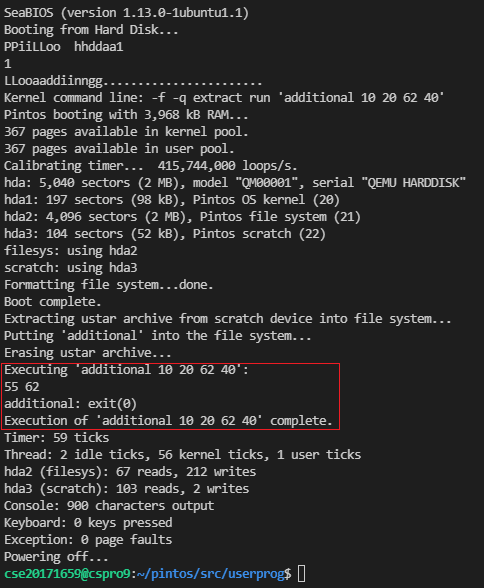 SeaBIOS (version 1.13.0-1ubuntu1.1)
Booting from Hard Disk...
PPiiLLoo  hhddaa1
1
LLooaaddiinngg.......................
Kernel command line: -f -q extract run 'additional 10 20 62 40'
Pintos booting with 3,968 kB RAM...
367 pages available in kernel pool.
367 pages available in user pool.
Calibrating timer...  415,744,000 loops/s.
hda: 5,040 sectors (2 MB), model "QM00001", serial "QEMU HARDDISK"
hda1: 197 sectors (98 kB), Pintos OS kernel (20)
hda2: 4,096 sectors (2 MB), Pintos file system (21)
hda3: 104 sectors (52 kB), Pintos scratch (22)
filesys: using hda2
scratch: using hda3
Formatting file system...done.
Boot complete.
Extracting ustar archive from scratch device into file system...
Putting 'additional' into the file system...
Erasing ustar archive...
Executing 'additional 10 20 62 40':
55 62
additional: exit(0)
Execution of 'additional 10 20 62 40' complete.
Timer: 59 ticks
Thread: 2 idle ticks, 56 kernel ticks, 1 user ticks
hda2 (filesys): 67 reads, 212 writes
hda3 (scratch): 103 reads, 2 writes
Console: 900 characters output
Keyboard: 0 keys pressed
Exception: 0 page faults
Powering off...
cse20171659@cspro9:~/pintos/src/userprog$